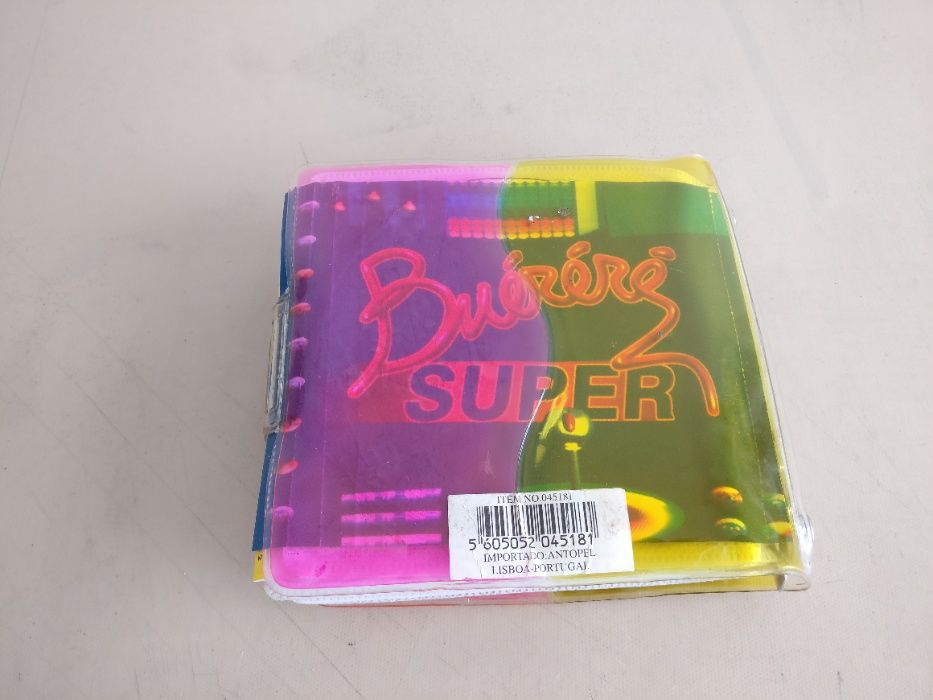 Buéréré
SUPER
ITEM NO.045181
5 605052 045181
IMPORTADO:ANTOPEL
LISBOA-PORTUGAL